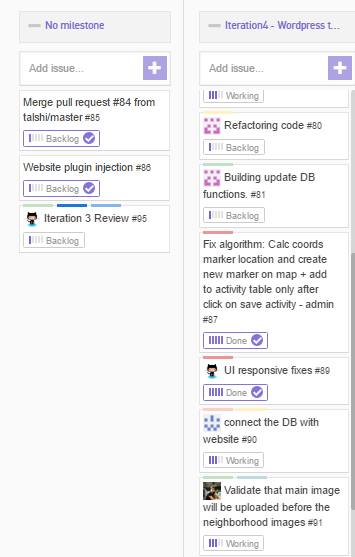 No milestone
Add issue...
Merge pull request #84 from
talshi/master #85
Backlog
Website plugin injection #86
Backlog
Iteration 3 Review #95
Backlog
Iteration4 - Wordpress t...
Add issue...
Working
Refactoring code #80
Backlog
Building update DB
functions. #81
Backlog
Fix algorithm: Calc coords
marker location and create
new marker on map + add
to activity table only after
click on save activity - admin
#87
Done
UI responsive fixes #89
Done
connect the DB with
website #90
Working
Validate that main image
will be uploaded before the
neighborhood images #91
Working